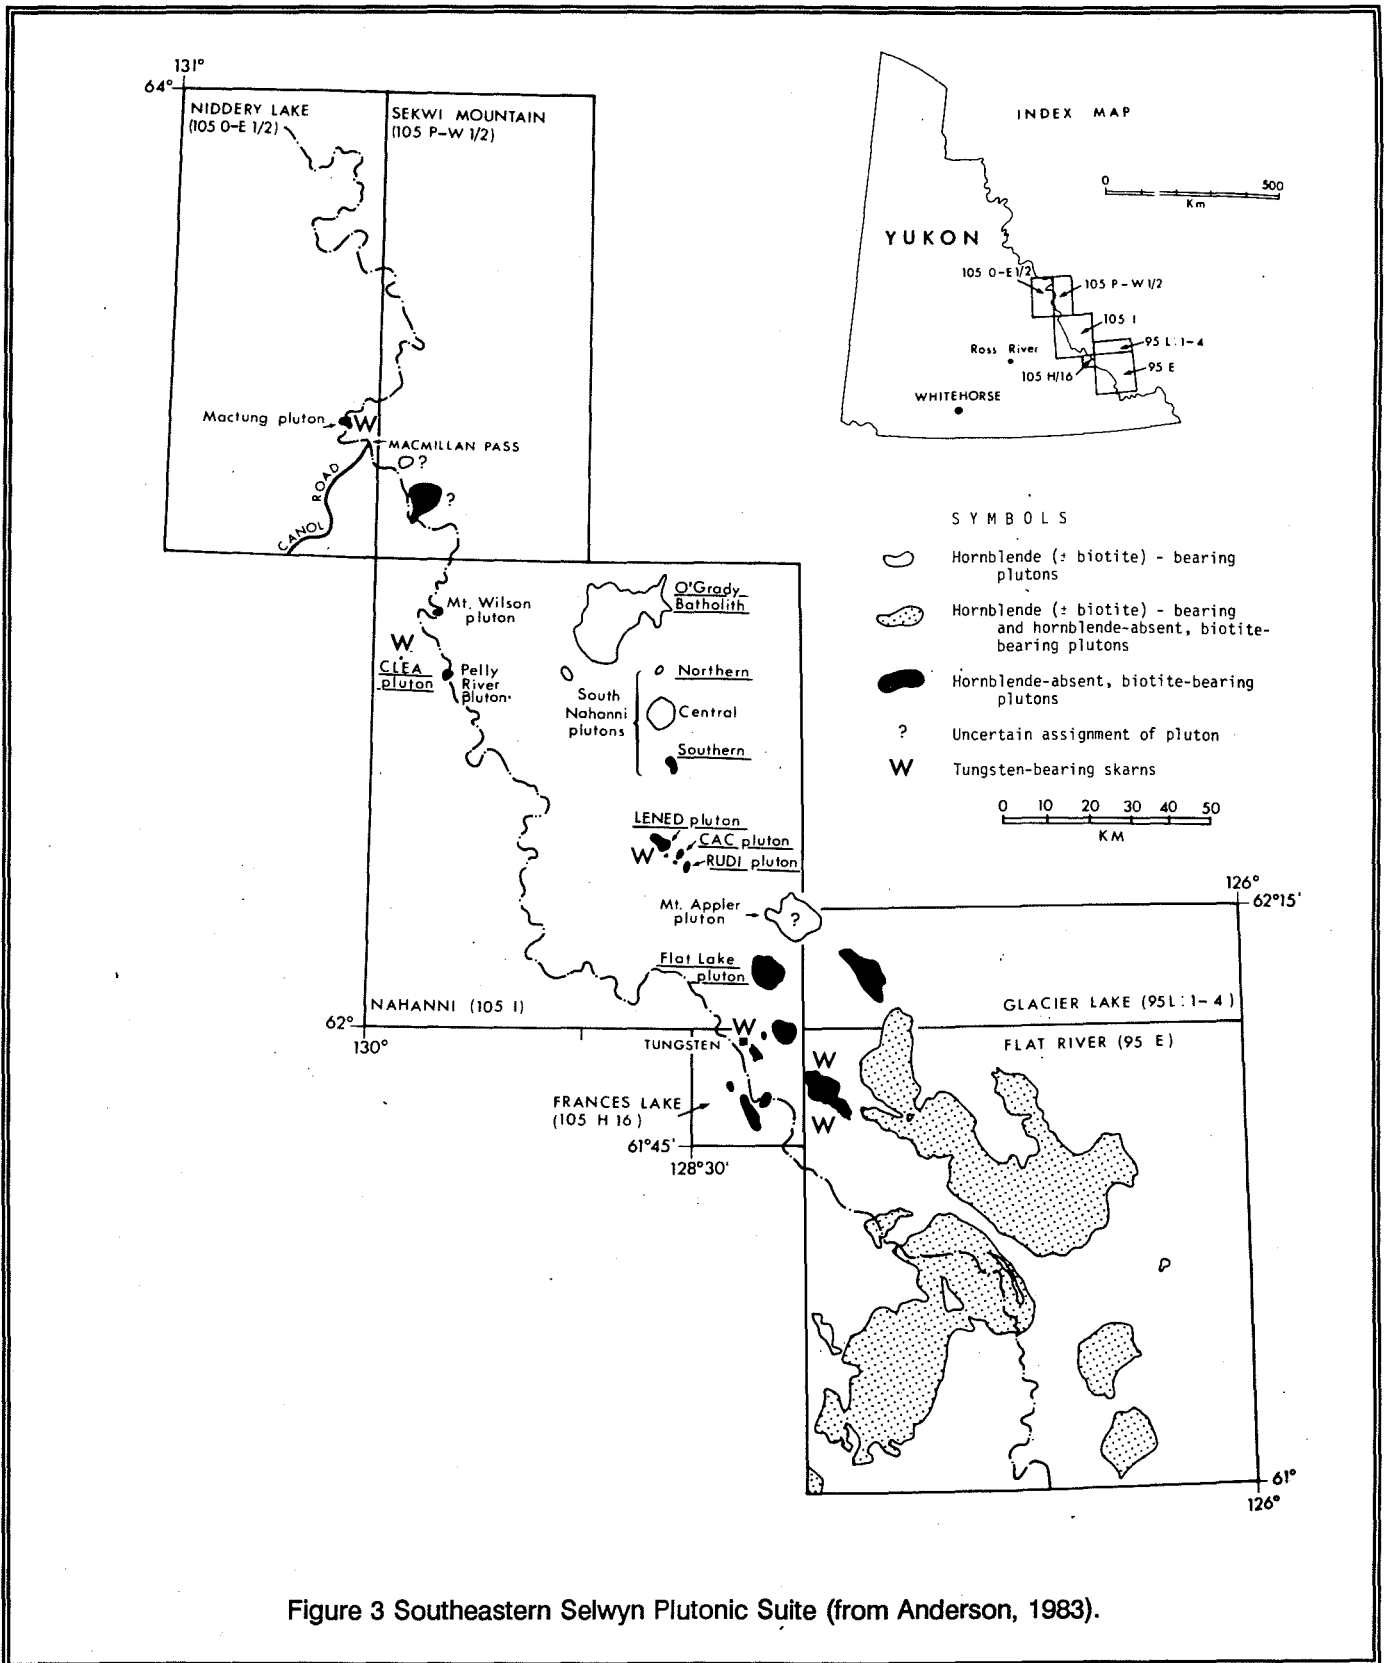 131°
64°
NIDDERY LAKE
(105 O-E 1/2)
SEKWI MOUNTAIN
(105 P-W 1/2)
INDEX MAP
0 500
Km
YUKON
105 O-E 1/2
105 P-W 1/2
105 I
95 L:1-4
95 E
Ross River
105 H/16
WHITEHORSE
Mactung pluton
W
MACMILLAN PASS
?
?
CANOL ROAD
Mt. Wilson
pluton
W
CLEA
pluton
Pelly
River
Pluton
O'Grady
Batholith
South
Nahanni
plutons
Northern
Central
Southern
LENED pluton
CAC pluton
RUDI pluton
W
Mt. Appler
pluton
?
Flat Lake
pluton
SYMBOLS
Hornblende (± biotite) - bearing
plutons
Hornblende (± biotite) - bearing
and hornblende-absent, biotite-
bearing plutons
Hornblende-absent, biotite-bearing
plutons
? Uncertain assignment of pluton
W Tungsten-bearing skarns
0 10 20 30 40 50
KM
126°
62°15'
NAHANNI (105 I)
62°
130°
GLACIER LAKE (95L:1-4)
FLAT RIVER (95 E)
W
TUNGSTEN
W
W
FRANCES LAKE
(105 H 16)
61°45'
128°30'
61°
126°
Figure 3 Southeastern Selwyn Plutonic Suite (from Anderson, 1983).